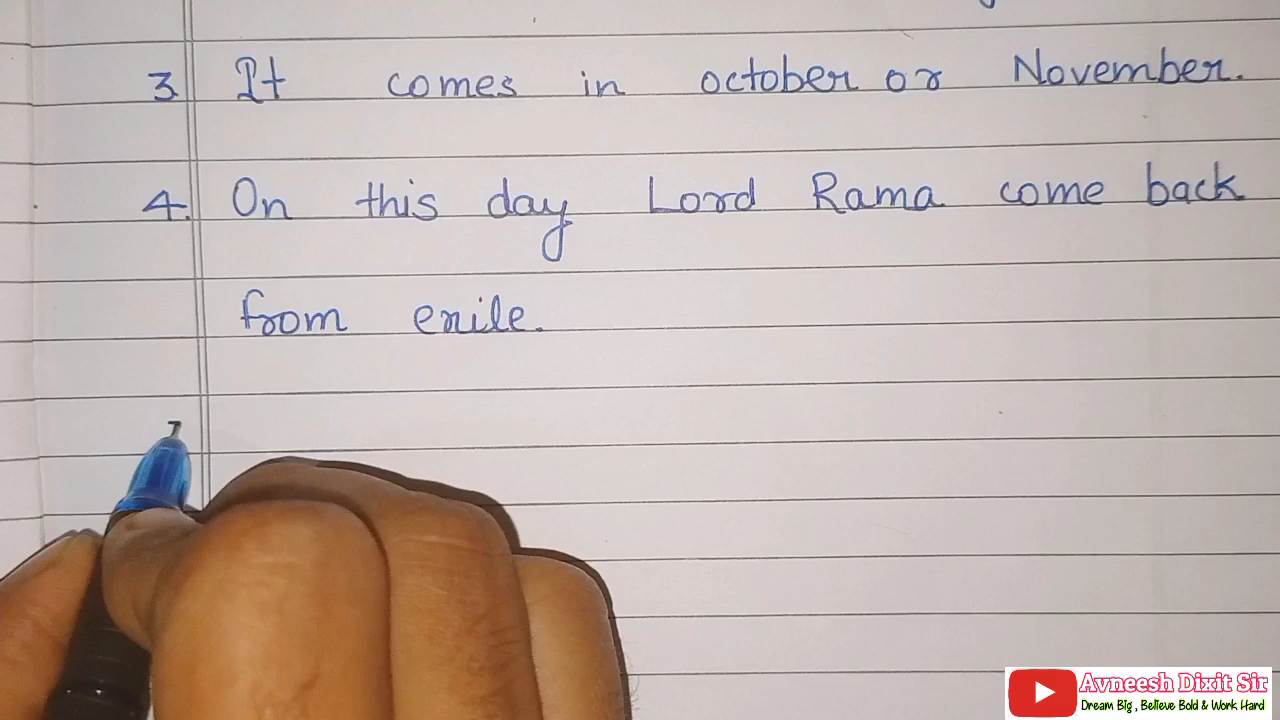 3. It comes in october or November.
4. On this day Lord Rama come back
from exile.
Avneesh Dixit Sir
Dream Big , Believe Bold & Work Hard